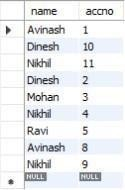 name accno
Avinash 1
Dinesh 10
Nikhil 11
Dinesh 2
Mohan 3
Nikhil 4
Ravi 5
Avinash 8
Nikhil 9
NULL NULL